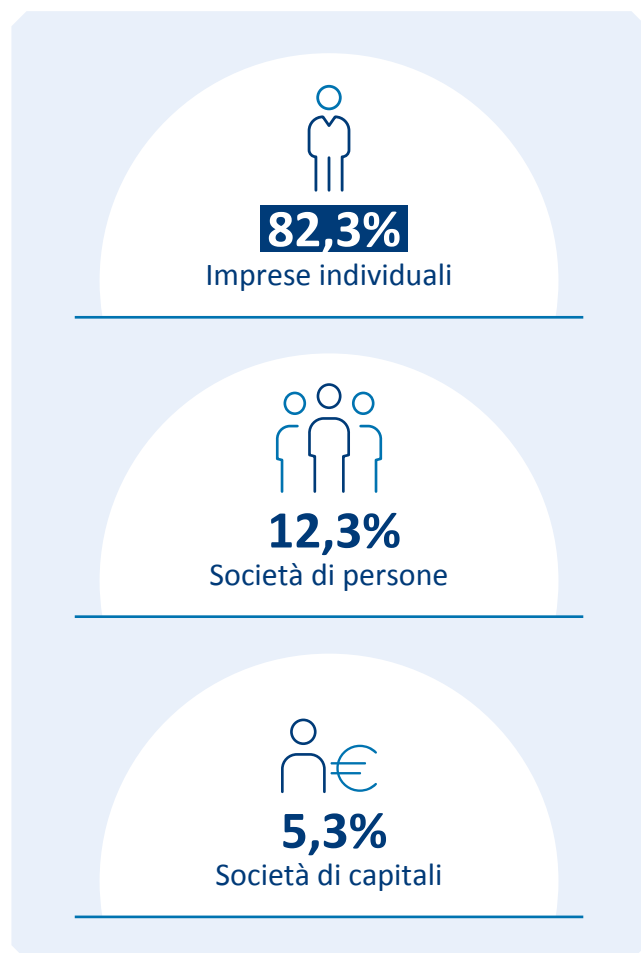 82,3%
Imprese individuali
12,3%
Società di persone
5,3%
Società di capitali